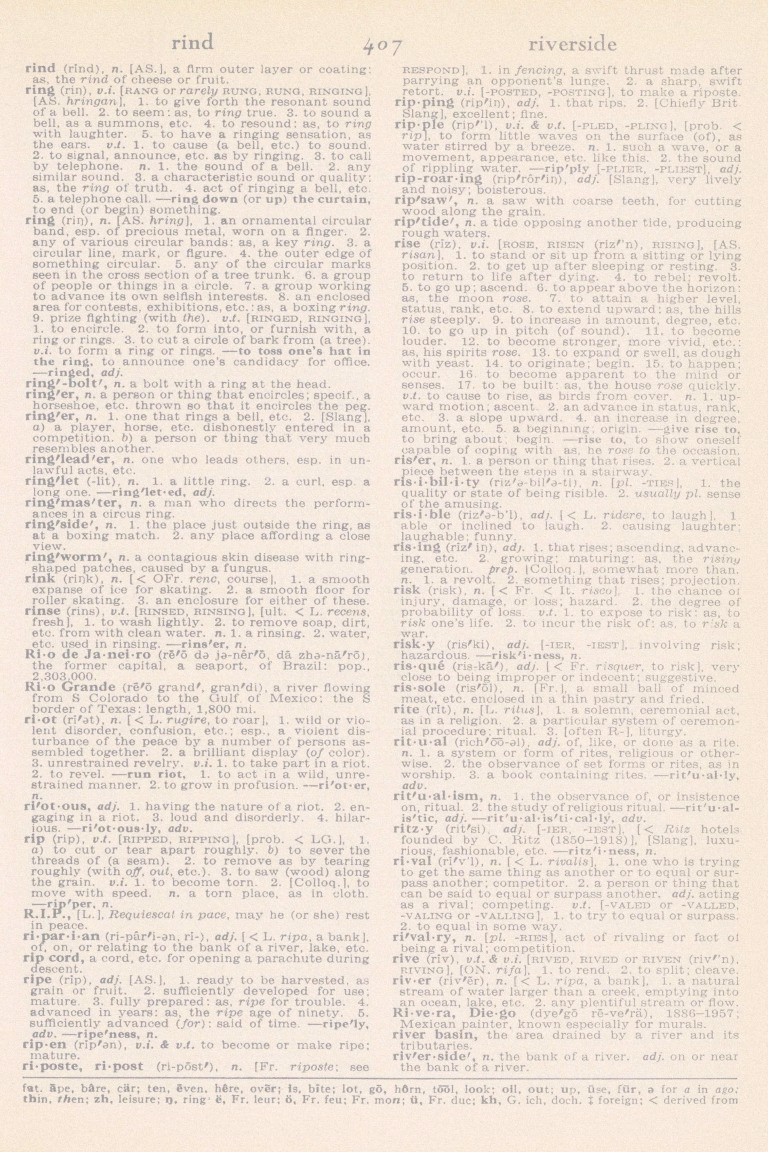 rind 407 riverside
rind (rīnd), n. [AS.], a firm outer layer or coating:
as, the rind of cheese or fruit.
ring (riŋ), v.i. [RANG or rarely RUNG, RUNG, RINGING],
[AS. hringan], 1. to give forth the resonant sound
of a bell. 2. to seem: as, to ring true. 3. to sound a
bell, as a summons, etc. 4. to resound; as, to ring
with laughter. 5. to have a ringing sensation, as
the ears. v.t. 1. to cause (a bell, etc.) to sound.
2. to signal, announce, etc. as by ringing. 3. to call
by telephone. n. 1. the sound of a bell. 2. any
similar sound. 3. a characteristic sound or quality:
as, the ring of truth. 4. act of ringing a bell, etc.
5. a telephone call. —ring down (or up) the curtain,
to end (or begin) something.
ring (riŋ), n. [AS. hring], 1. an ornamental circular
band, esp. of precious metal, worn on a finger. 2.
any of various circular bands: as, a key ring. 3. a
circular line, mark, or figure. 4. the outer edge of
something circular. 5. any of the circular marks
seen in the cross section of a tree trunk. 6. a group
of people or things in a circle. 7. a group working
to advance its own selfish interests. 8. an enclosed
area for contests, exhibitions, etc.: as, a boxing ring.
9. prize fighting (with the). v.t. [RINGED, RINGING],
1. to encircle. 2. to form into, or furnish with, a
ring or rings. 3. to cut a circle of bark from (a tree).
v.i. to form a ring or rings. —to toss one's hat in
the ring, to announce one's candidacy for office.
—ringed, adj.
ring′-bolt′, n. a bolt with a ring at the head.
ring′er, n. a person or thing that encircles; specif., a
horseshoe, etc. thrown so that it encircles the peg.
ring′er, n. 1. one that rings a bell, etc. 2. [Slang],
a) a player, horse, etc. dishonestly entered in a
competition. b) a person or thing that very much
resembles another.
ring′lead′er, n. one who leads others, esp. in un-
lawful acts, etc.
ring′let (-lit), n. 1. a little ring. 2. a curl, esp. a
long one. —ring′let·ed, adj.
ring′mas′ter, n. a man who directs the perform-
ances in a circus ring.
ring′side′, n. 1. the place just outside the ring, as
at a boxing match. 2. any place affording a close
view.
ring′worm′, n. a contagious skin disease with ring-
shaped patches, caused by a fungus.
rink (riŋk), n. [< OFr. renc, course], 1. a smooth
expanse of ice for skating. 2. a smooth floor for
roller skating. 3. an enclosure for either of these.
rinse (rins), v.t. [RINSED, RINSING], [ult. < L. recens,
fresh], 1. to wash lightly. 2. to remove soap, dirt,
etc. from with clean water. n. 1. a rinsing. 2. water,
etc. used in rinsing. —rins′er, n.
Ri·o de Ja·nei·ro (rē′ō də jə-nêr′ō, dā zhə-nā′rō),
the former capital, a seaport, of Brazil: pop.,
2,303,000.
Ri·o Grande (rē′ō grand′, gran′di), a river flowing
from S Colorado to the Gulf of Mexico: the S
border of Texas: length, 1,800 mi.
ri·ot (rī′ət), n. [< L. rugire, to roar], 1. wild or vio-
lent disorder, confusion, etc.; esp., a violent dis-
turbance of the peace by a number of persons as-
sembled together. 2. a brilliant display (of color).
3. unrestrained revelry. v.i. 1. to take part in a riot.
2. to revel. —run riot, 1. to act in a wild, unre-
strained manner. 2. to grow in profusion. —ri′ot·er,
n.
ri′ot·ous, adj. 1. having the nature of a riot. 2. en-
gaging in a riot. 3. loud and disorderly. 4. hilar-
ious. —ri′ot·ous·ly, adv.
rip (rip), v.t. [RIPPED, RIPPING], [prob. < LG.], 1.
a) to cut or tear apart roughly. b) to sever the
threads of (a seam). 2. to remove as by tearing
roughly (with off, out, etc.). 3. to saw (wood) along
the grain. v.i. 1. to become torn. 2. [Colloq.], to
move with speed. n. a torn place, as in cloth.
—rip′per, n.
R.I.P., [L.], Requiescat in pace, may he (or she) rest
in peace.
ri·par·i·an (ri-pâr′i-ən, rī-), adj. [< L. ripa, a bank],
of, on, or relating to the bank of a river, lake, etc.
rip cord, a cord, etc. for opening a parachute during
descent.
ripe (rīp), adj. [AS.], 1. ready to be harvested, as
grain or fruit. 2. sufficiently developed for use;
mature. 3. fully prepared: as, ripe for trouble. 4.
advanced in years: as, the ripe age of ninety. 5.
sufficiently advanced (for): said of time. —ripe′ly,
adv. —ripe′ness, n.
rip·en (rīp′ən), v.i. & v.t. to become or make ripe;
mature.
ri·poste, ri·post (ri-pōst′), n. [Fr. riposte; see
RESPOND], 1. in fencing, a swift thrust made after
parrying an opponent's lunge. 2. a sharp, swift
retort. v.i. [-POSTED, -POSTING], to make a riposte.
rip·ping (rip′iŋ), adj. 1. that rips. 2. [Chiefly Brit.
Slang], excellent; fine.
rip·ple (rip′l), v.i. & v.t. [-PLED, -PLING], [prob. <
rip], to form little waves on the surface (of), as
water stirred by a breeze. n. 1. such a wave, or a
movement, appearance, etc. like this. 2. the sound
of rippling water. —rip′ply [-PLIER, -PLIEST], adj.
rip-roar·ing (rip′rôr′iŋ), adj. [Slang], very lively
and noisy; boisterous.
rip′saw′, n. a saw with coarse teeth, for cutting
wood along the grain.
rip′tide′, n. a tide opposing another tide, producing
rough waters.
rise (rīz), v.i. [ROSE, RISEN (riz′'n), RISING], [AS.
risan], 1. to stand or sit up from a sitting or lying
position. 2. to get up after sleeping or resting. 3.
to return to life after dying. 4. to rebel; revolt.
5. to go up; ascend. 6. to appear above the horizon:
as, the moon rose. 7. to attain a higher level,
status, rank, etc. 8. to extend upward: as, the hills
rise steeply. 9. to increase in amount, degree, etc.
10. to go up in pitch (of sound). 11. to become
louder. 12. to become stronger, more vivid, etc.:
as, his spirits rose. 13. to expand or swell, as dough
with yeast. 14. to originate; begin. 15. to happen;
occur. 16. to become apparent to the mind or
senses. 17. to be built: as, the house rose quickly.
v.t. to cause to rise, as birds from cover. n. 1. up-
ward motion; ascent. 2. an advance in status, rank,
etc. 3. a slope upward. 4. an increase in degree,
amount, etc. 5. a beginning; origin. —give rise to,
to bring about; begin. —rise to, to show oneself
capable of coping with as, he rose to the occasion.
ris′er, n. 1. a person or thing that rises. 2. a vertical
piece between the steps in a stairway.
ris·i·bil·i·ty (riz′ə-bil′ə-ti), n. [pl. -TIES], 1. the
quality or state of being risible. 2. usually pl. sense
of the amusing.
ris·i·ble (riz′ə-b'l), adj. [< L. ridere, to laugh], 1
able or inclined to laugh. 2. causing laughter;
laughable; funny.
ris·ing (rīz′iŋ), adj. 1. that rises; ascending, advanc-
ing, etc. 2. growing; maturing: as, the rising
generation. prep. [Colloq.], somewhat more than.
n. 1. a revolt. 2. something that rises; projection.
risk (risk), n. [< Fr. < It. risco], 1. the chance of
injury, damage, or loss; hazard. 2. the degree of
probability of loss. v.t. 1. to expose to risk: as, to
risk one's life. 2. to incur the risk of: as, to risk a
war.
risk·y (ris′ki), adj. [-IER, -IEST], involving risk;
hazardous. —risk′i·ness, n.
ris·qué (ris-kā′), adj. [< Fr. risquer, to risk], very
close to being improper or indecent; suggestive.
ris·sole (ris′ōl), n. [Fr.], a small ball of minced
meat, etc. enclosed in a thin pastry and fried.
rite (rīt), n. [L. ritus], 1. a solemn, ceremonial act,
as in religion. 2. a particular system of ceremon-
ial procedure; ritual. 3. [often R-], liturgy.
rit·u·al (rich′ōō-əl), adj. of, like, or done as a rite.
n. 1. a system or form of rites, religious or other-
wise. 2. the observance of set forms or rites, as in
worship. 3. a book containing rites. —rit′u·al·ly,
adv.
rit′u·al·ism, n. 1. the observance of, or insistence
on, ritual. 2. the study of religious ritual. —rit′u·al-
is′tic, adj. —rit′u·al·is′ti·cal·ly, adv.
ritz·y (rit′si), adj. [-IER, -IEST], [< Ritz hotels
founded by C. Ritz (1850–1918)], [Slang], luxu-
rious, fashionable, etc. —ritz′i·ness, n.
ri·val (rī′v'l), n. [< L. rivalis], 1. one who is trying
to get the same thing as another or to equal or sur-
pass another; competitor. 2. a person or thing that
can be said to equal or surpass another. adj. acting
as a rival; competing. v.t. [-VALED or -VALLED,
-VALING or -VALLING], 1. to try to equal or surpass.
2. to equal in some way.
ri′val·ry, n. [pl. -RIES], act of rivaling or fact of
being a rival; competition.
rive (rīv), v.t. & v.i. [RIVED, RIVED or RIVEN (riv′'n),
RIVING], [ON. rifa], 1. to rend. 2. to split; cleave.
riv·er (riv′ẽr), n. [< L. ripa, a bank], 1. a natural
stream of water larger than a creek, emptying into
an ocean, lake, etc. 2. any plentiful stream or flow.
Ri·ve·ra, Die·go (dye′gō rē-ve′rä), 1886–1957;
Mexican painter, known especially for murals.
river basin, the area drained by a river and its
tributaries.
riv′er·side′, n. the bank of a river. adj. on or near
the bank of a river.
fat, āpe, bâre, cär; ten, ēven, hêre, ovẽr; is, bīte; lot, gō, hôrn, tōōl, look; oil, out; up, ūse, fũr; ə for a in ago;
thin, then; zh, leisure; ŋ, ring; ë, Fr. leur; ö, Fr. feu; Fr. mon; ü, Fr. duc; kh, G. ich, doch. ‡ foreign; < derived from